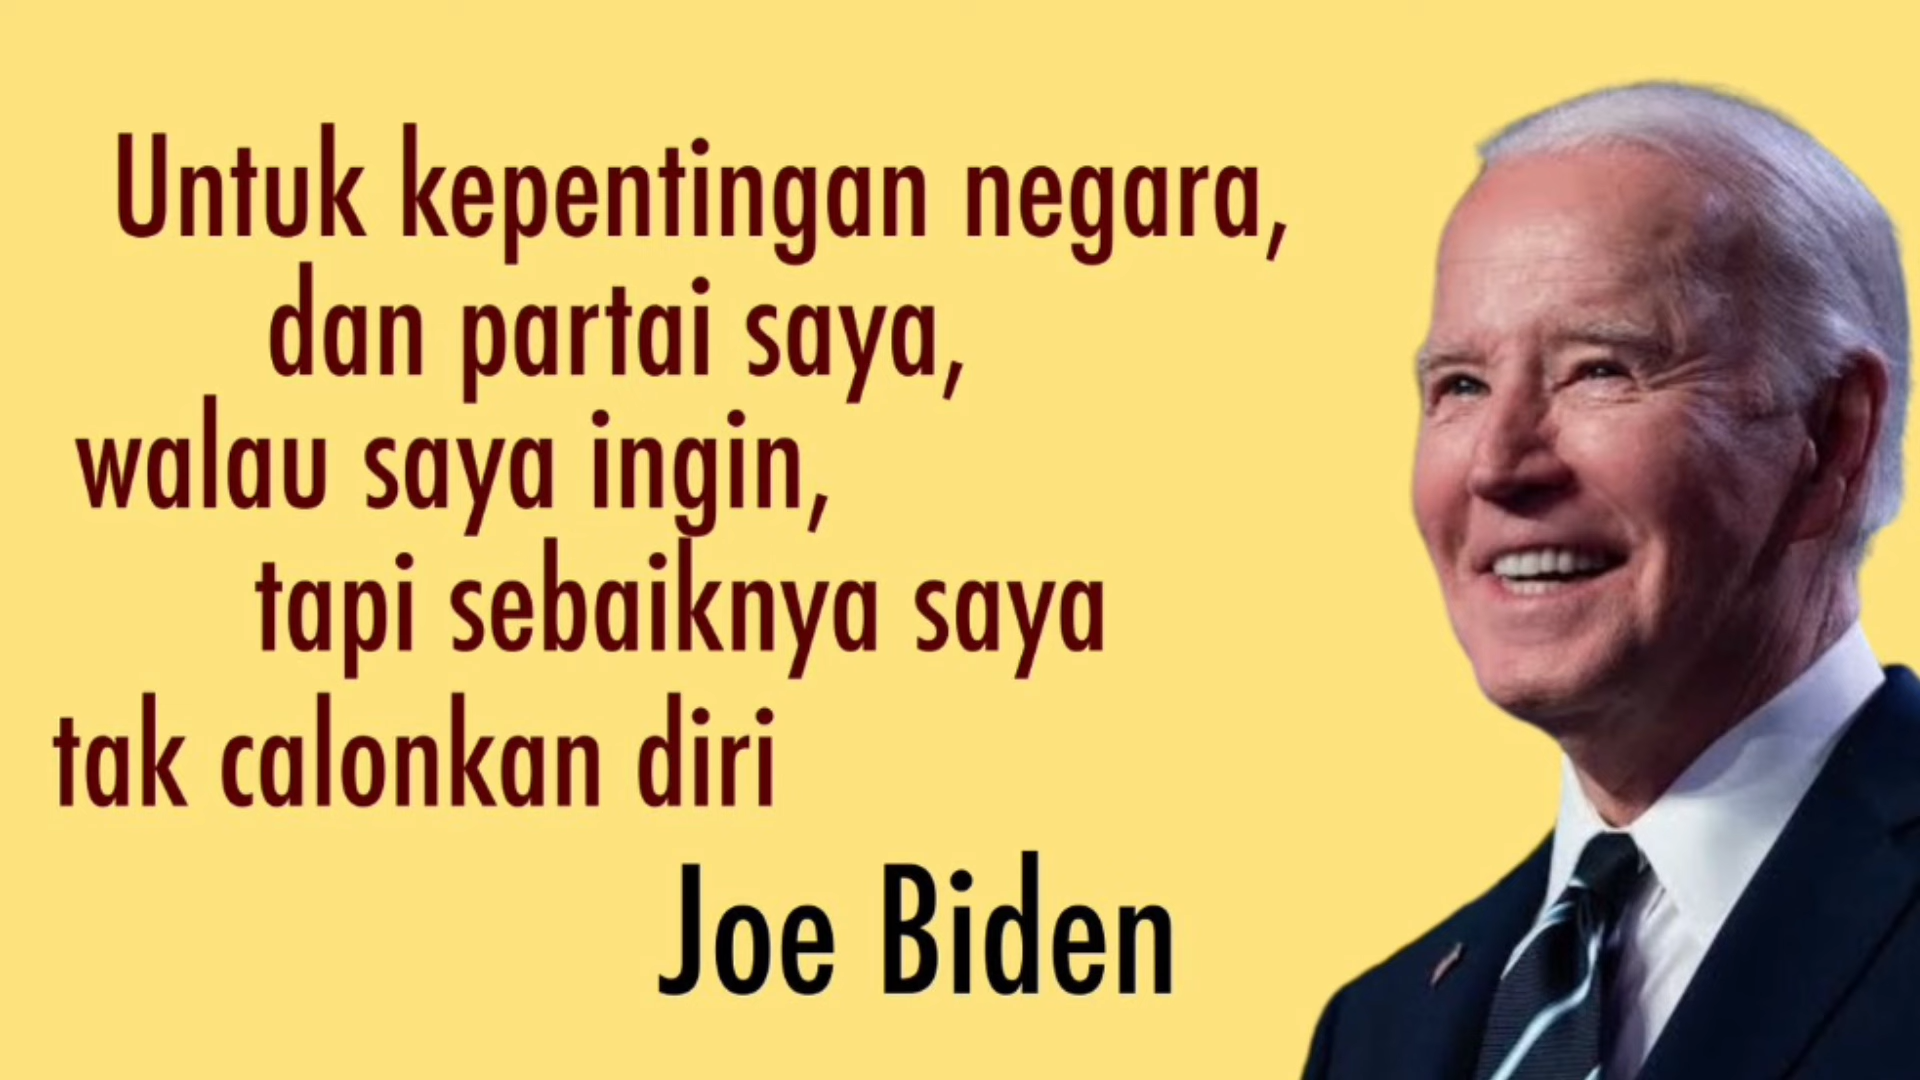 Untuk kepentingan negara,
dan partai saya,
walau saya ingin,
tapi sebaiknya saya
tak calonkan diri
Joe Biden